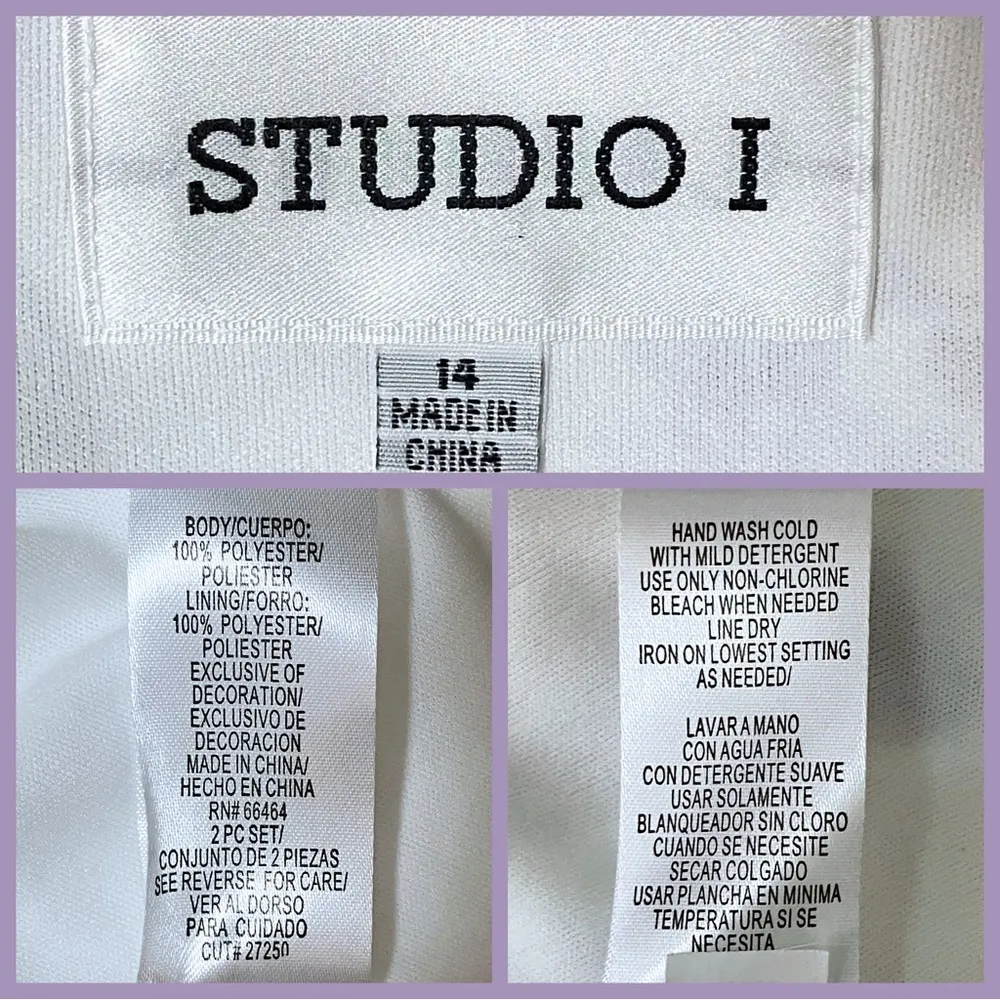 STUDIO I
14
MADE IN
CHINA
BODY/CUERPO:
100% POLYESTER/
POLIESTER
LINING/FORRO:
100% POLYESTER/
POLIESTER
EXCLUSIVE OF
DECORATION/
EXCLUSIVO DE
DECORACION
MADE IN CHINA/
HECHO EN CHINA
RN# 66464
2 PC SET/
CONJUNTO DE 2 PIEZAS
SEE REVERSE FOR CARE/
VER AL DORSO
PARA CUIDADO
CUT# 27250
HAND WASH COLD
WITH MILD DETERGENT
USE ONLY NON-CHLORINE
BLEACH WHEN NEEDED
LINE DRY
IRON ON LOWEST SETTING
AS NEEDED/
LAVAR A MANO
CON AGUA FRIA
CON DETERGENTE SUAVE
USAR SOLAMENTE
BLANQUEADOR SIN CLORO
CUANDO SE NECESITE
SECAR COLGADO
USAR PLANCHA EN MINIMA
TEMPERATURA SI SE
NECESITA